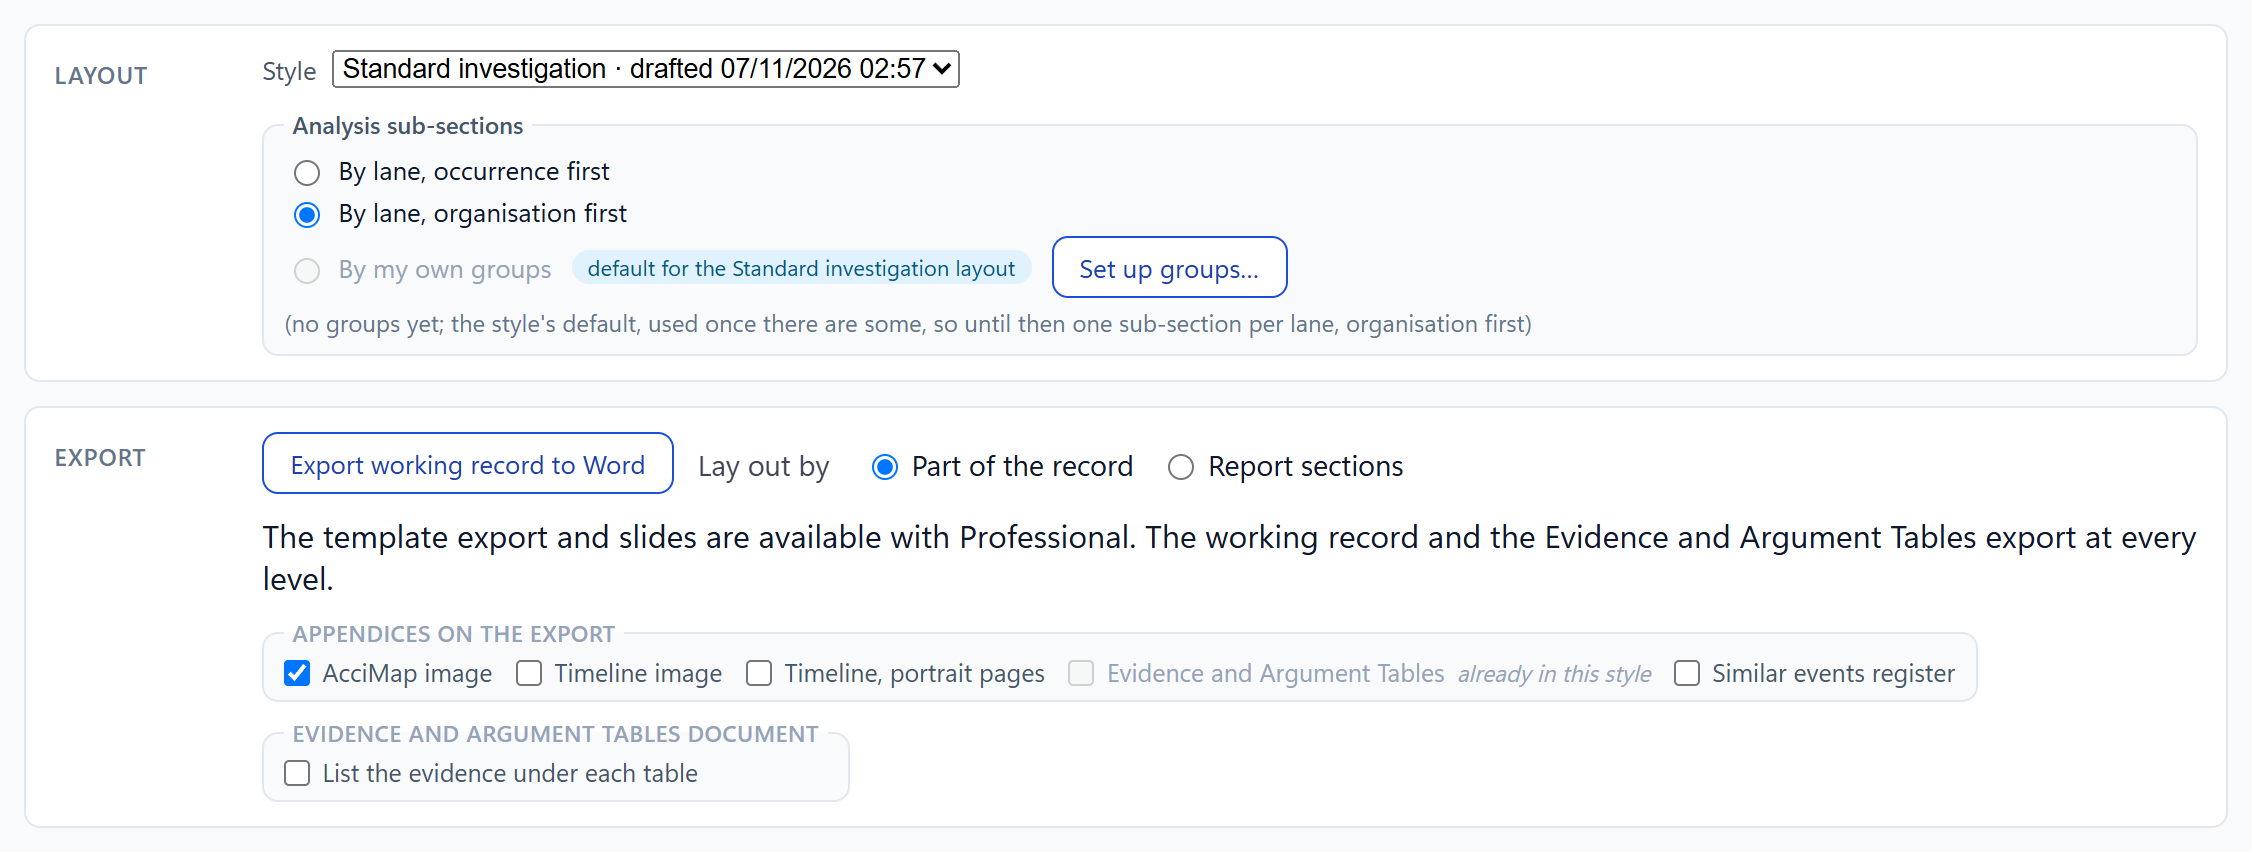 LAYOUT
Style Standard investigation · drafted 07/11/2026 02:57
Analysis sub-sections
By lane, occurrence first
By lane, organisation first
By my own groups default for the Standard investigation layout Set up groups...
(no groups yet; the style's default, used once there are some, so until then one sub-section per lane, organisation first)
EXPORT
Export working record to Word Lay out by Part of the record Report sections
The template export and slides are available with Professional. The working record and the Evidence and Argument Tables export at every
level.
APPENDICES ON THE EXPORT
AcciMap image Timeline image Timeline, portrait pages Evidence and Argument Tables already in this style Similar events register
EVIDENCE AND ARGUMENT TABLES DOCUMENT
List the evidence under each table